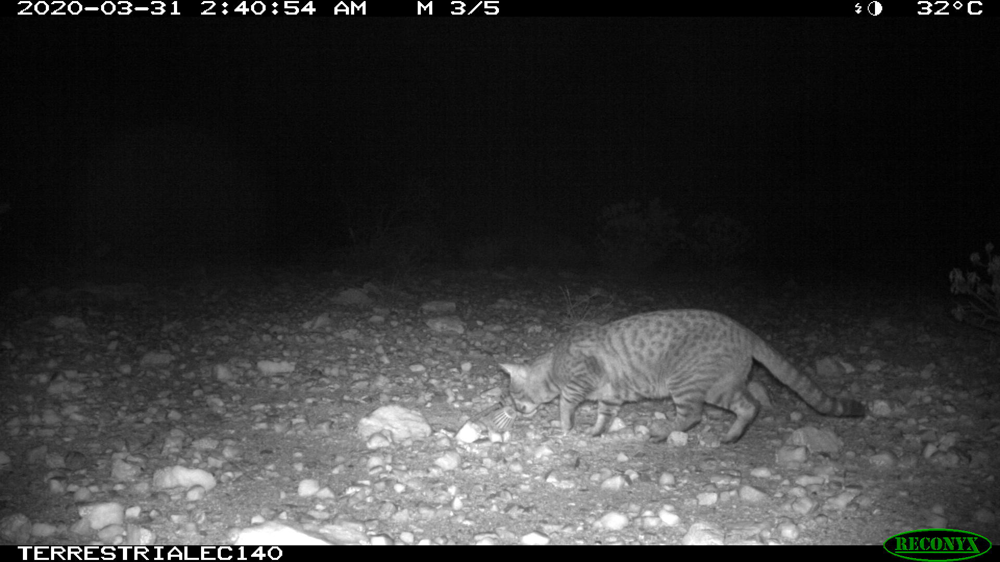 2020-03-31 2:40:54 AM M 3/5 32°C
TERRESTRIALEC140
RECONYX